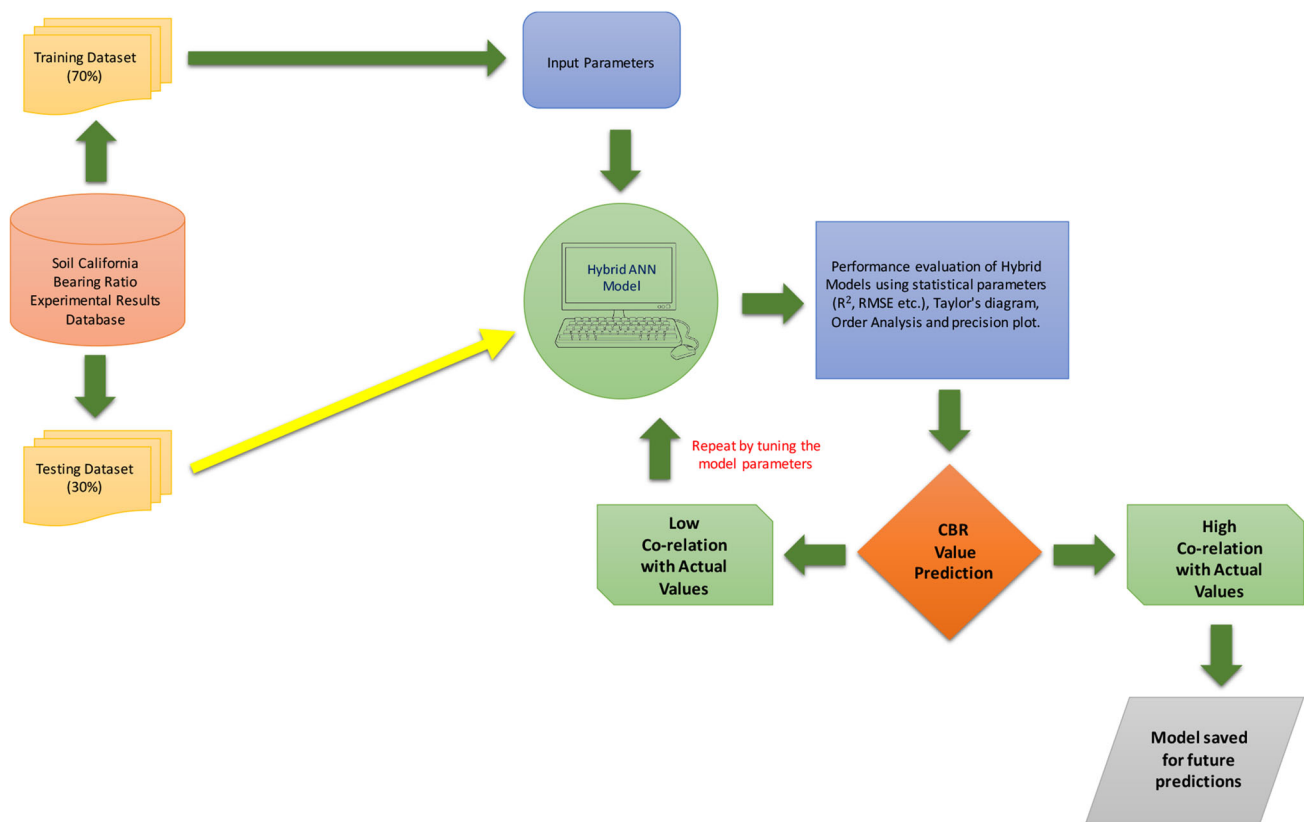 Training Dataset
(70%)
Input Parameters
Soil California
Bearing Ratio
Experimental Results
Database
Hybrid ANN
Model
Performance evaluation of Hybrid
Models using statistical parameters
(R², RMSE etc.), Taylor's diagram,
Order Analysis and precision plot.
Testing Dataset
(30%)
Repeat by tuning the
model parameters
Low
Co-relation
with Actual
Values
CBR
Value
Prediction
High
Co-relation
with Actual
Values
Model saved
for future
predictions